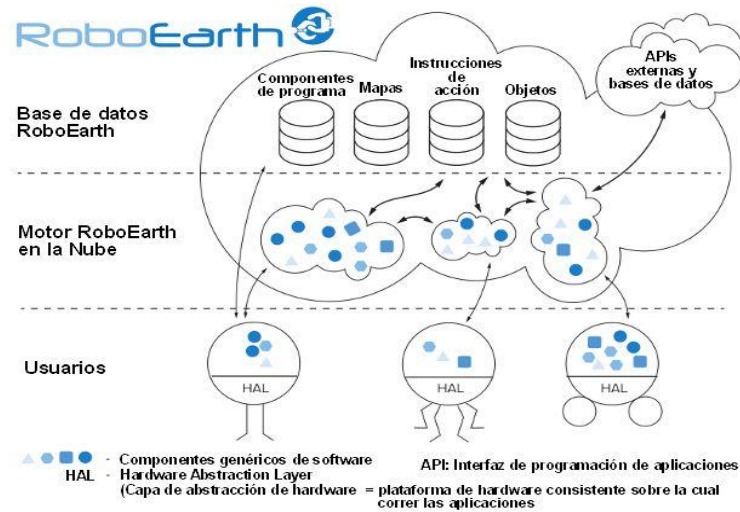 RoboEarth
Componentes
de programa
Mapas
Instrucciones
de
acción
Objetos
APIs
externas y
bases de datos
Base de datos
RoboEarth
Motor RoboEarth
en la Nube
Usuarios
HAL
HAL
HAL
- Componentes genéricos de software
HAL - Hardware Abstraction Layer
(Capa de abstracción de hardware = plataforma de hardware consistente sobre la cual
correr las aplicaciones
API: Interfaz de programación de aplicaciones